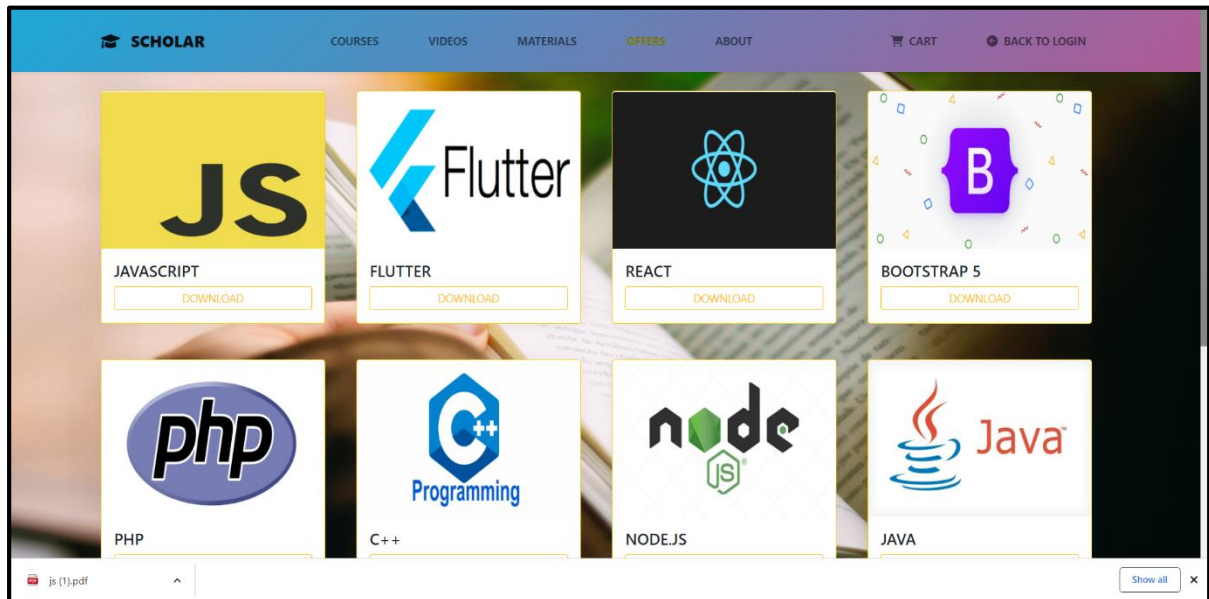 SCHOLAR COURSES VIDEOS MATERIALS OFFERS ABOUT CART BACK TO LOGIN
JS Flutter B
JAVASCRIPT FLUTTER REACT BOOTSTRAP 5
DOWNLOAD DOWNLOAD DOWNLOAD DOWNLOAD
php C++ Programming node JS Java
PHP C++ NODE.JS JAVA
PDF js (1).pdf Show all